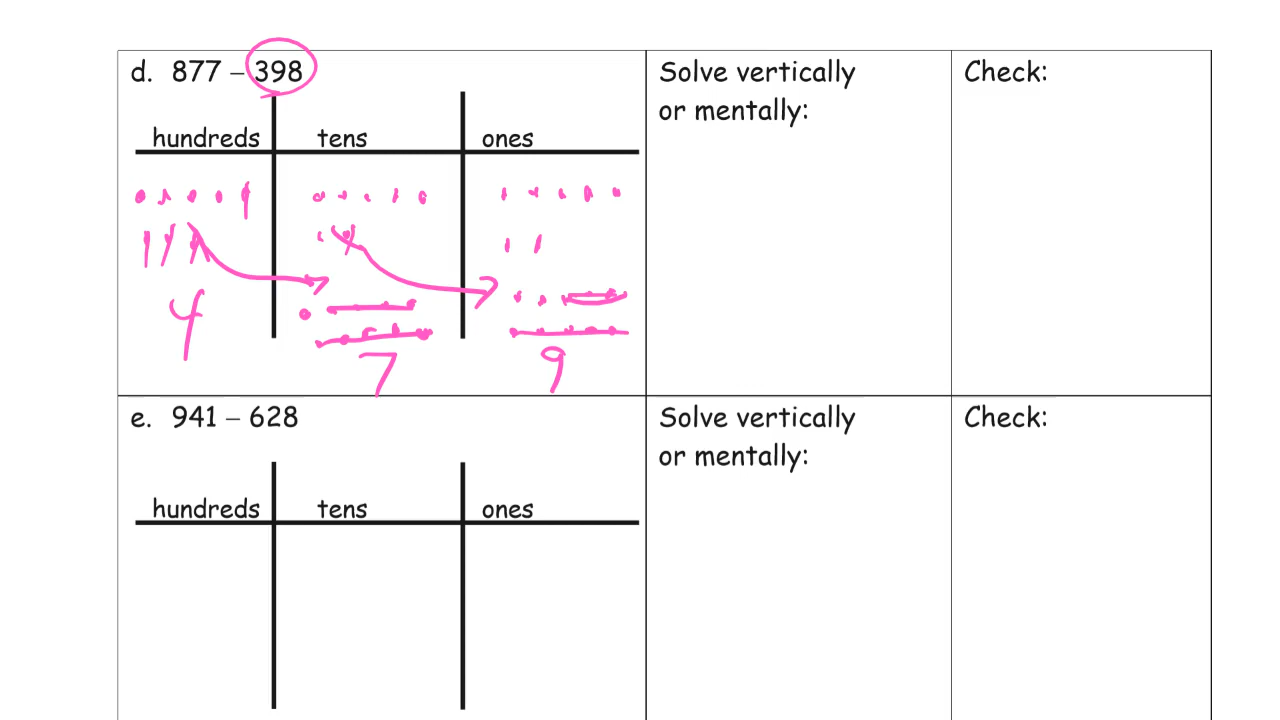 d. 877 – 398
hundreds tens ones
4 7 9
Solve vertically
or mentally:
Check:
e. 941 – 628
hundreds tens ones
Solve vertically
or mentally:
Check: